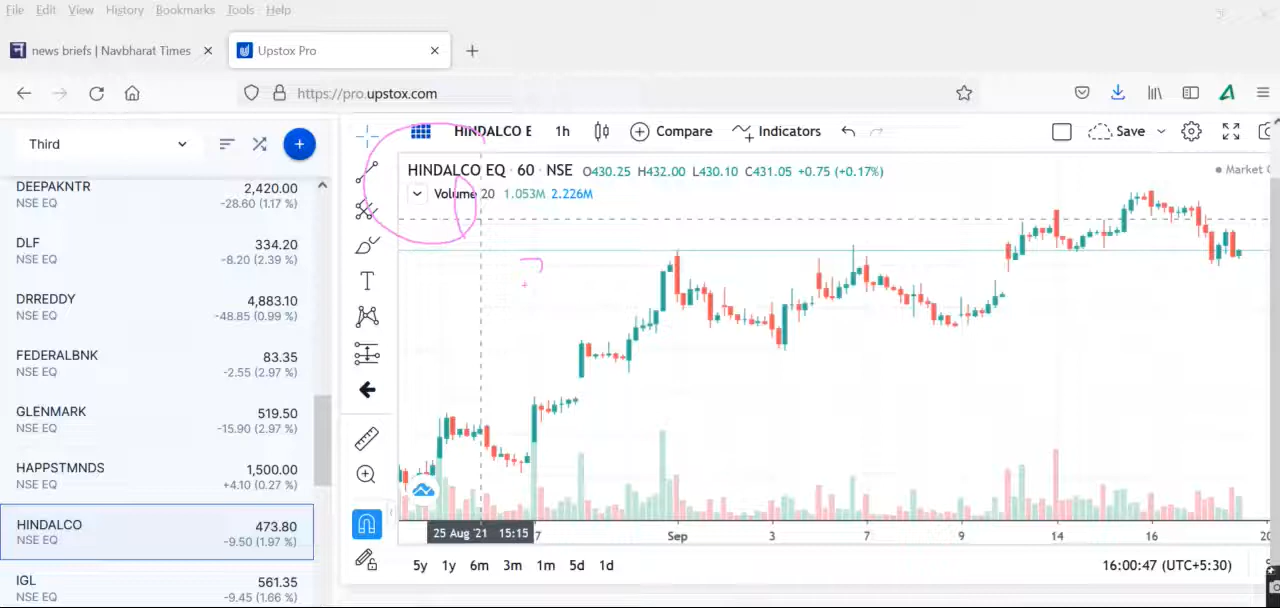 File Edit View History Bookmarks Tools Help
news briefs | Navbharat Times
Upstox Pro
https://pro.upstox.com
Third
HINDALCO E 1h Compare Indicators Save
HINDALCO EQ · 60 · NSE O430.25 H432.00 L430.10 C431.05 +0.75 (+0.17%)
Market
Volume 20 1.053M 2.226M
DEEPAKNTR 2,420.00
NSE EQ -28.60 (1.17 %)
DLF 334.20
NSE EQ -8.20 (2.39 %)
DRREDDY 4,883.10
NSE EQ -48.85 (0.99 %)
FEDERALBNK 83.35
NSE EQ -2.55 (2.97 %)
GLENMARK 519.50
NSE EQ -15.90 (2.97 %)
HAPPSTMNDS 1,500.00
NSE EQ +4.10 (0.27 %)
HINDALCO 473.80
NSE EQ -9.50 (1.97 %)
IGL 561.35
NSE EQ -9.45 (1.66 %)
25 Aug '21 15:15 7 Sep 3 7 9 14 16 20
5y 1y 6m 3m 1m 5d 1d 16:00:47 (UTC+5:30)